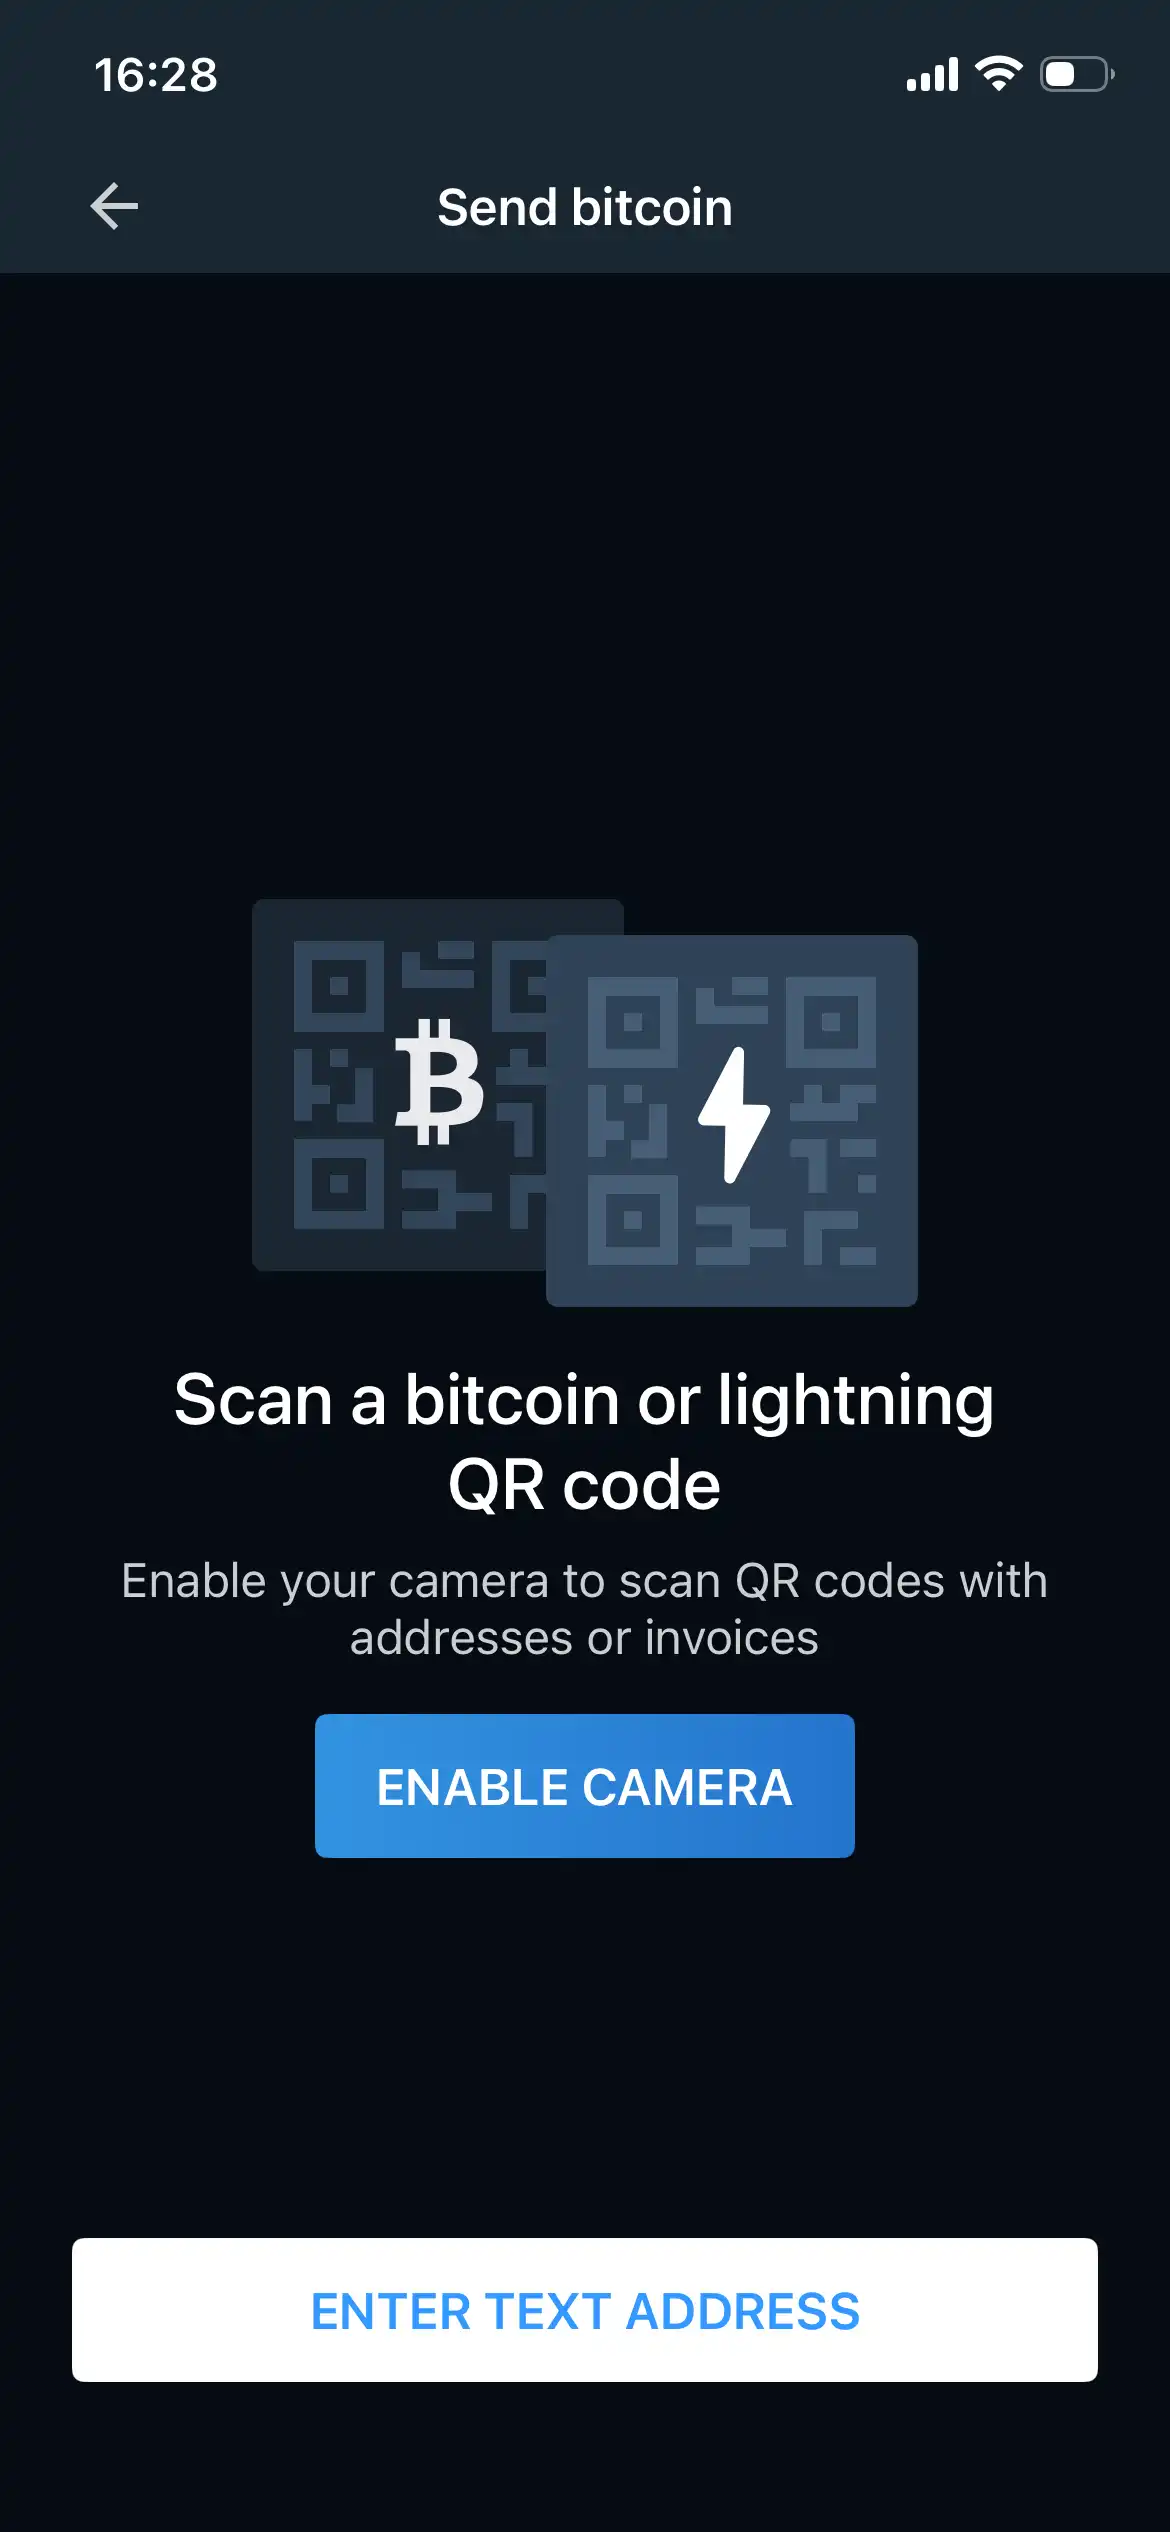 16:28
Send bitcoin
Scan a bitcoin or lightning
QR code
Enable your camera to scan QR codes with
addresses or invoices
ENABLE CAMERA
ENTER TEXT ADDRESS